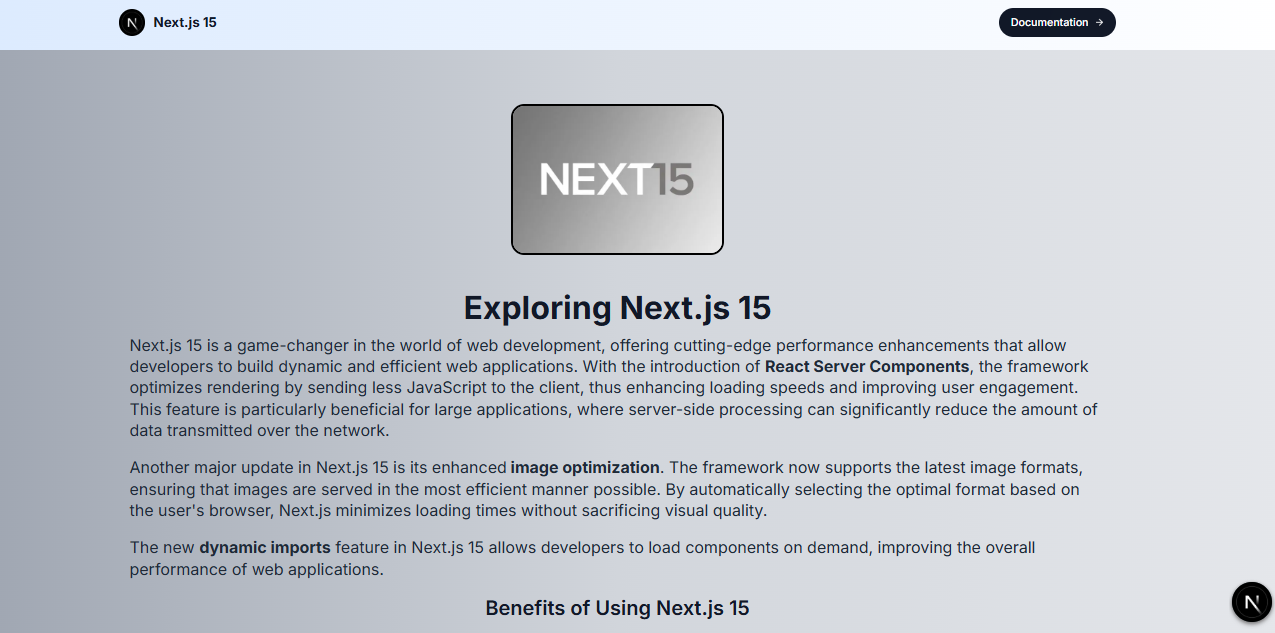 Next.js 15
Documentation →
NEXT15
Exploring Next.js 15
Next.js 15 is a game-changer in the world of web development, offering cutting-edge performance enhancements that allow
developers to build dynamic and efficient web applications. With the introduction of React Server Components, the framework
optimizes rendering by sending less JavaScript to the client, thus enhancing loading speeds and improving user engagement.
This feature is particularly beneficial for large applications, where server-side processing can significantly reduce the amount of
data transmitted over the network.
Another major update in Next.js 15 is its enhanced image optimization. The framework now supports the latest image formats,
ensuring that images are served in the most efficient manner possible. By automatically selecting the optimal format based on
the user's browser, Next.js minimizes loading times without sacrificing visual quality.
The new dynamic imports feature in Next.js 15 allows developers to load components on demand, improving the overall
performance of web applications.
Benefits of Using Next.js 15